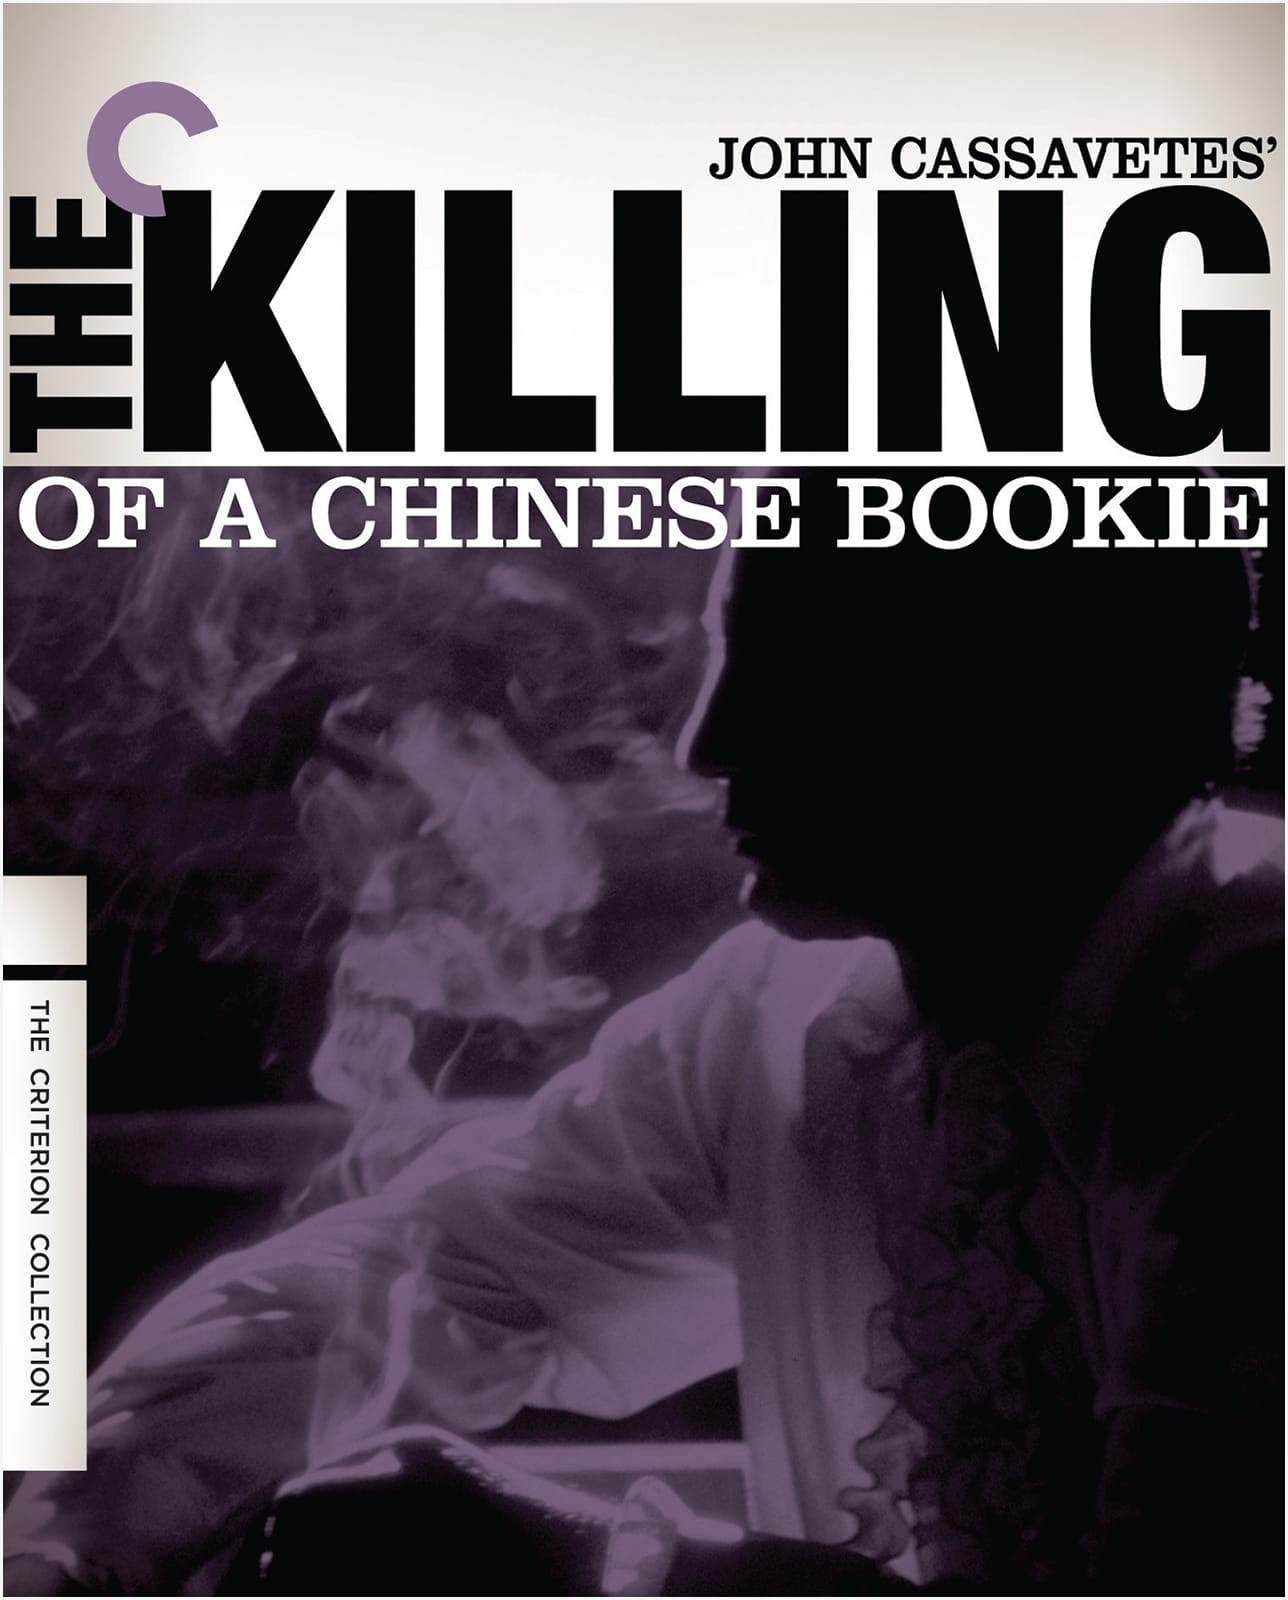 JOHN CASSAVETES’
THE KILLING
OF A CHINESE BOOKIE
THE CRITERION COLLECTION